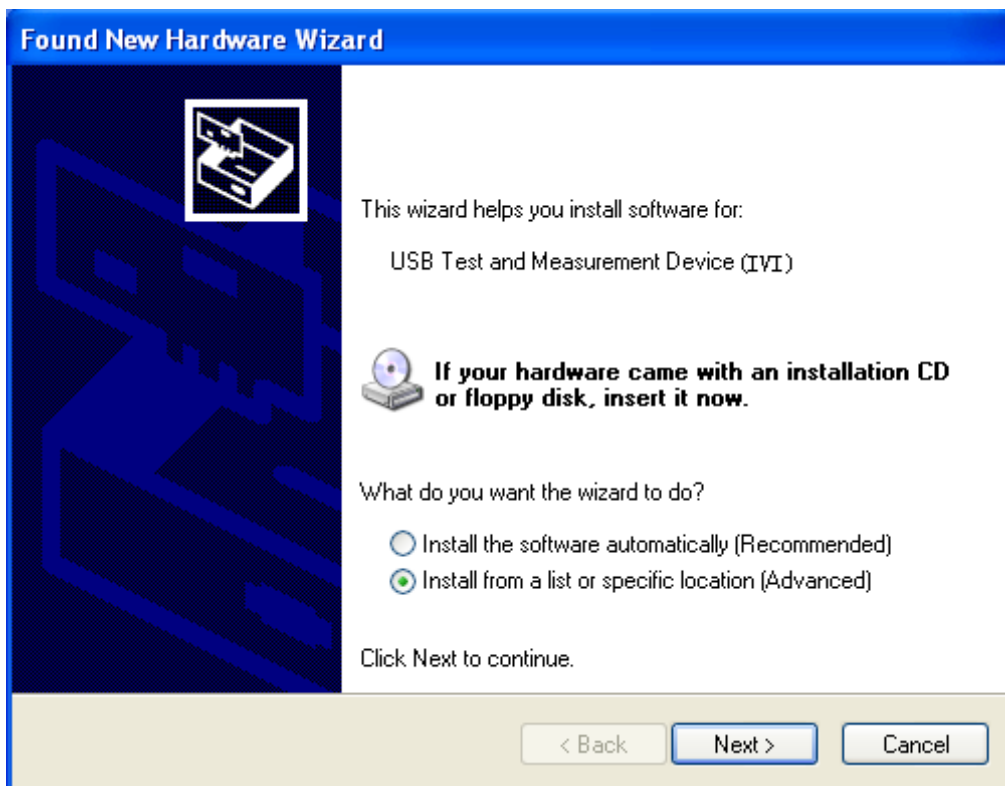 Found New Hardware Wizard
This wizard helps you install software for:
USB Test and Measurement Device (IVI)
If your hardware came with an installation CD
or floppy disk, insert it now.
What do you want the wizard to do?
Install the software automatically (Recommended)
Install from a list or specific location (Advanced)
Click Next to continue.
< Back Next > Cancel